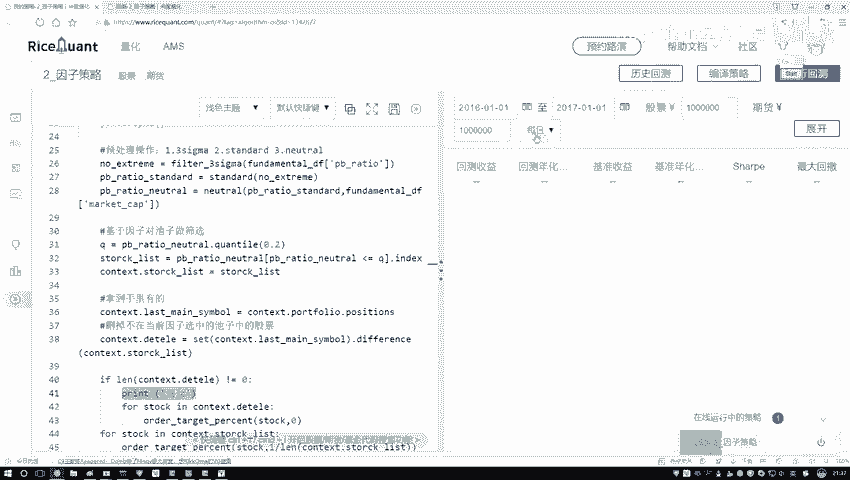 https://www.ricequant.com/quant/
RiceQuant 量化 AMS 预约路演 帮助文档 社区
2_因子策略 股票 期货 历史回测 编译策略 行回测
浅色主题 默认快捷键
2016-01-01 至 2017-01-01 股票 ¥ 1000000 期货 ¥
1000000 每日 展开
回测收益 回测年化... 基准收益 基准年化... Sharpe 最大回撤
24
25 #预处理操作：1.3sigma 2.standard 3.neutral
26 no_extreme = filter_3sigma(fundamental_df['pb_ratio'])
27 pb_ratio_standard = standard(no_extreme)
28 pb_ratio_neutral = neutral(pb_ratio_standard,fundamental_df
['market_cap'])
29
30 #基于因子对池子做筛选
31 q = pb_ratio_neutral.quantile(0.2)
32 storck_list = pb_ratio_neutral[pb_ratio_neutral <= q].index
33 context.storck_list = storck_list
34
35 #拿到手里有的
36 context.last_main_symbol = context.portfolio.positions
37 #删掉不在当前因子选中的池子中的股票
38 context.detele = set(context.last_main_symbol).difference
(context.storck_list)
39
40 if len(context.detele) != 0:
41 print
42 for stock in context.detele:
43 order_target_percent(stock,0)
44 for stock in context.storck_list:
45 order_target_percent(stock,1/len(context.storck_list))
在线运行中的策略 1
因子策略
21:37